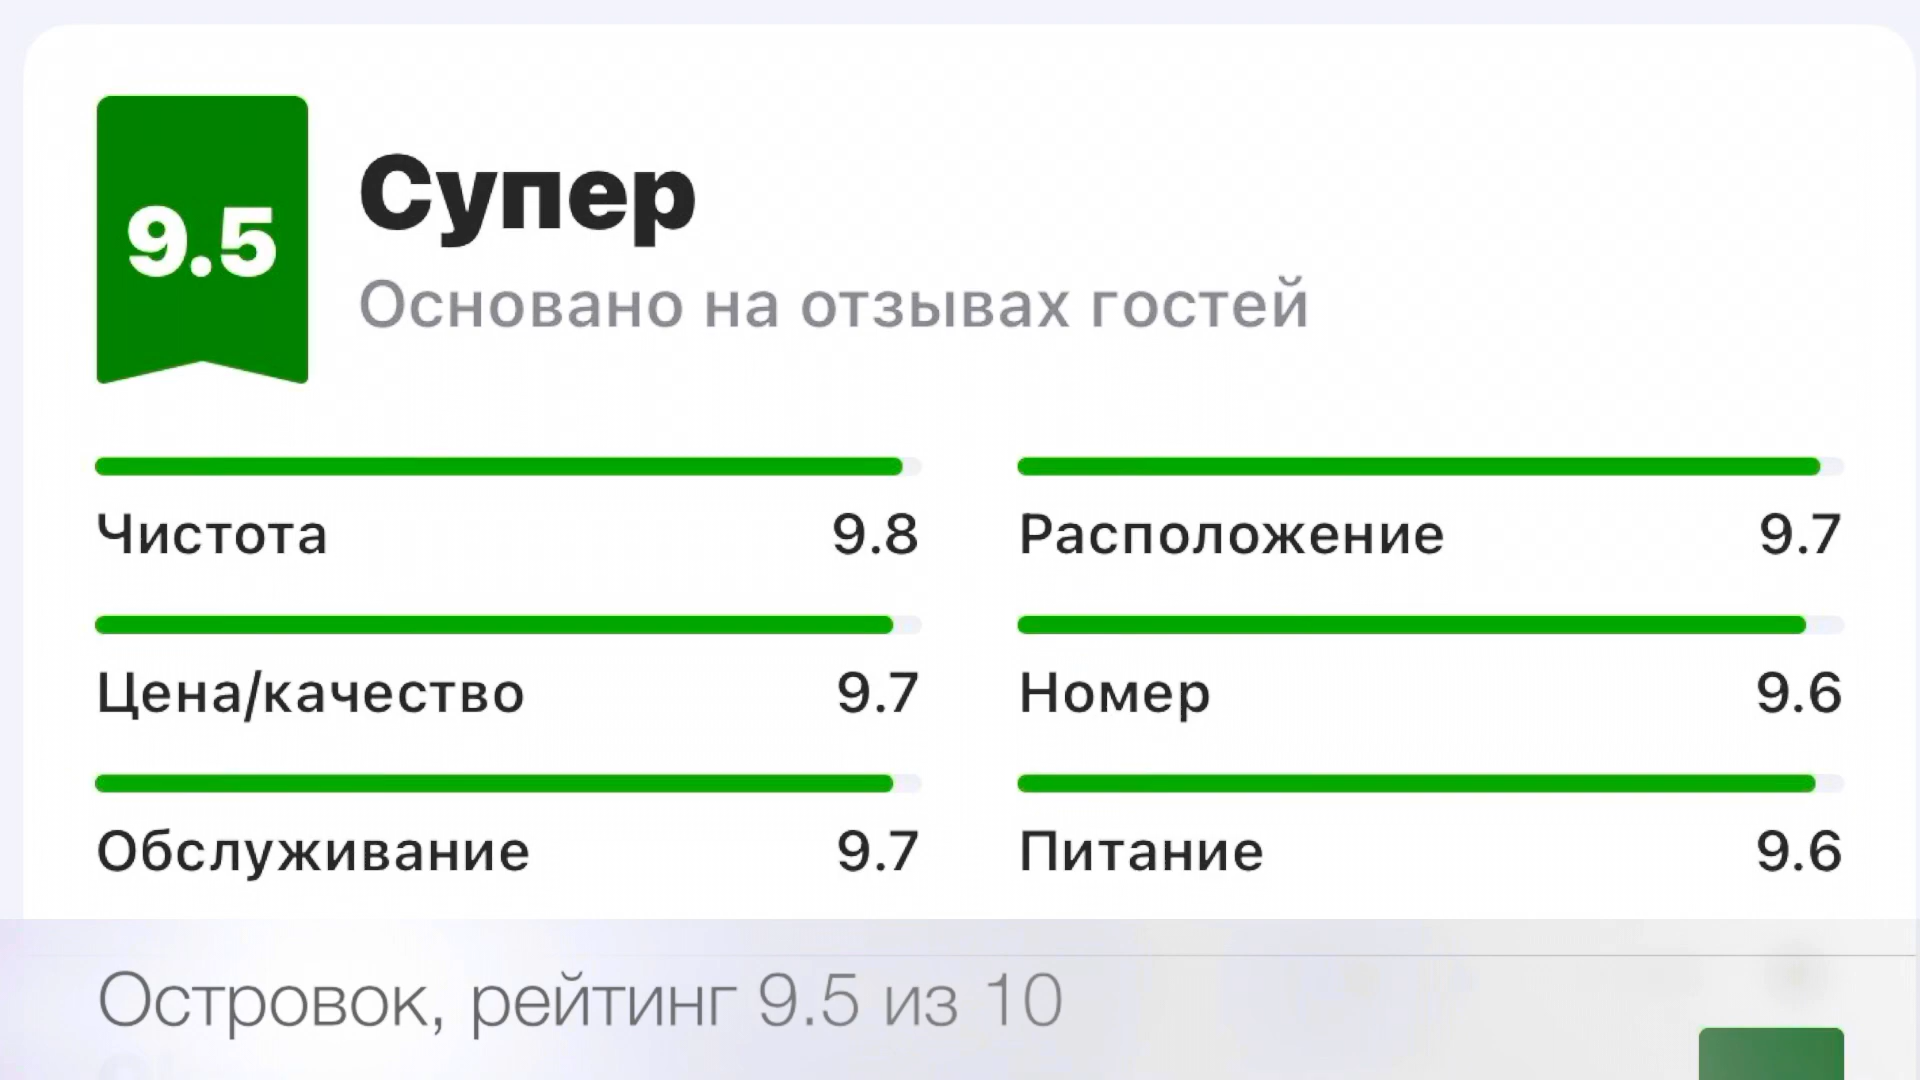 9.5
Супер
Основано на отзывах гостей
Чистота 9.8
Расположение 9.7
Цена/качество 9.7
Номер 9.6
Обслуживание 9.7
Питание 9.6
Островок, рейтинг 9.5 из 10